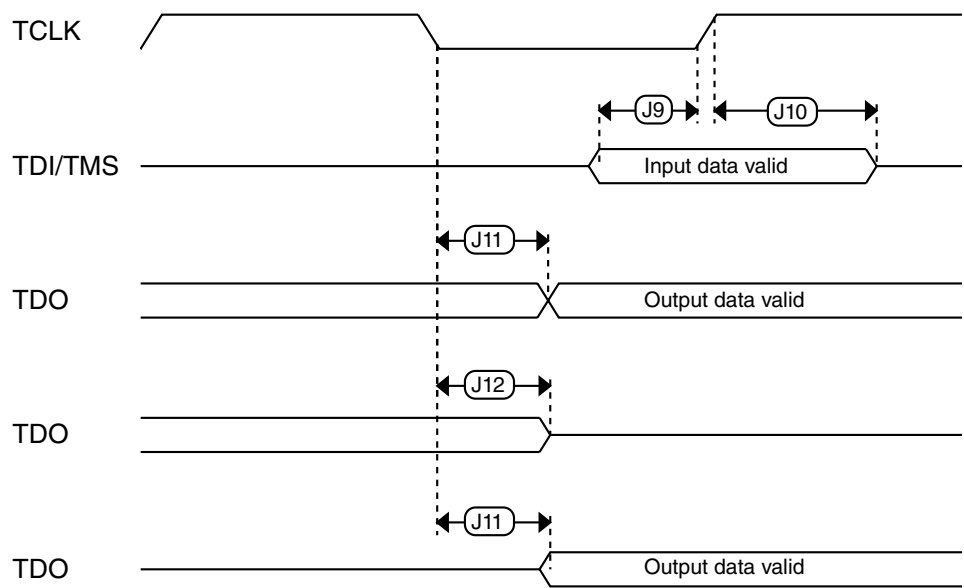 TCLK
J9
J10
TDI/TMS
Input data valid
J11
TDO
Output data valid
J12
TDO
J11
TDO
Output data valid